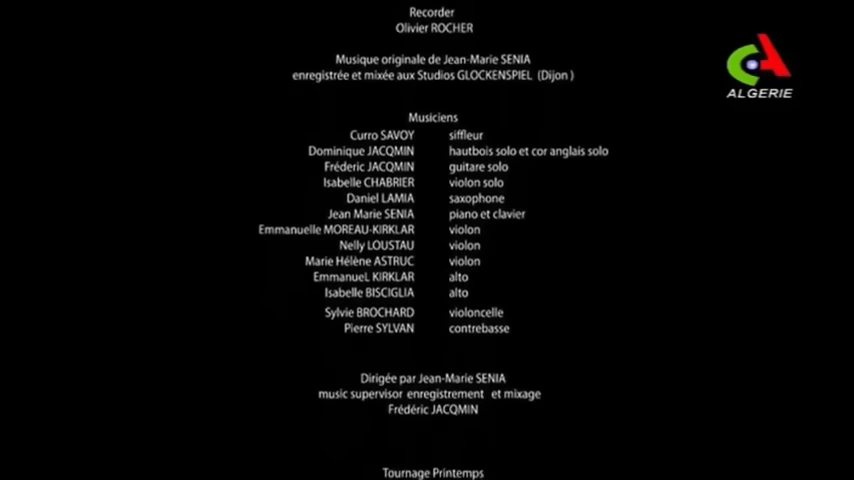 Recorder
Olivier ROCHER
Musique originale de Jean-Marie SENIA
enregistrée et mixée aux Studios GLOCKENSPIEL (Dijon )
ALGERIE
Musiciens
Curro SAVOY siffleur
Dominique JACQMIN hautbois solo et cor anglais solo
Fréderic JACQMIN guitare solo
Isabelle CHABRIER violon solo
Daniel LAMIA saxophone
Jean Marie SENIA piano et clavier
Emmanuelle MOREAU-KIRKLAR violon
Nelly LOUSTAU violon
Marie Hélène ASTRUC violon
EmmanueL KIRKLAR alto
Isabelle BISCIGLIA alto
Sylvie BROCHARD violoncelle
Pierre SYLVAN contrebasse
Dirigée par Jean-Marie SENIA
music supervisor enregistrement et mixage
Frédéric JACQMIN
Tournage Printemps